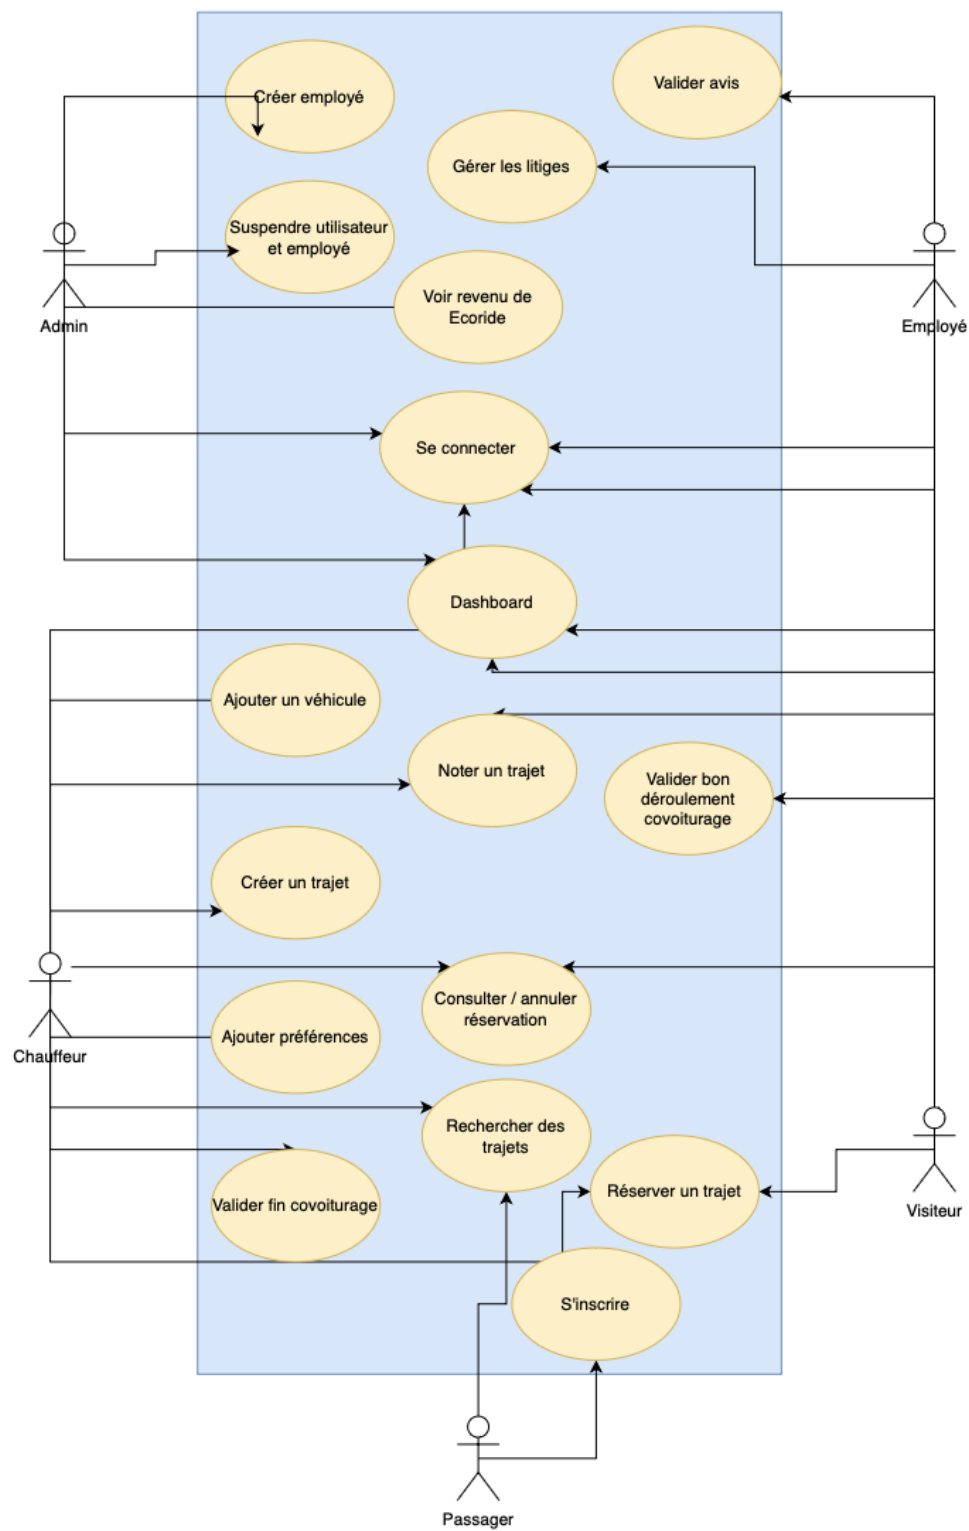 Créer employé
Valider avis
Gérer les litiges
Suspendre utilisateur
et employé
Voir revenu de
Ecoride
Admin
Employé
Se connecter
Dashboard
Ajouter un véhicule
Noter un trajet
Valider bon
déroulement
covoiturage
Créer un trajet
Consulter / annuler
réservation
Ajouter préférences
Chauffeur
Rechercher des
trajets
Réserver un trajet
Valider fin covoiturage
Visiteur
S'inscrire
Passager